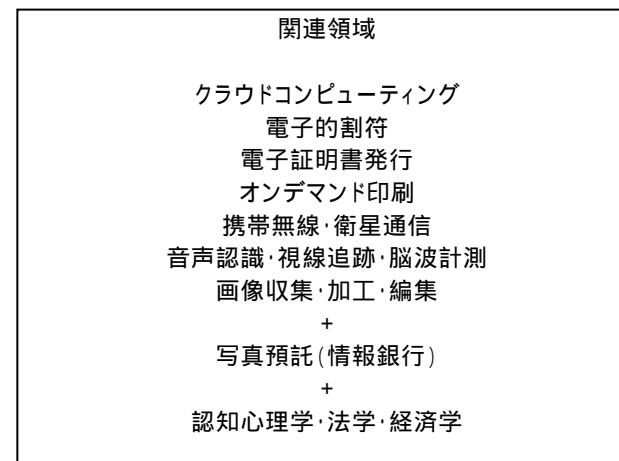 関連領域
クラウドコンピューティング
電子的割符
電子証明書発行
オンデマンド印刷
携帯無線·衛星通信
音声認識·視線追跡·脳波計測
画像収集·加工·編集
+
写真預託(情報銀行)
+
認知心理学·法学·経済学